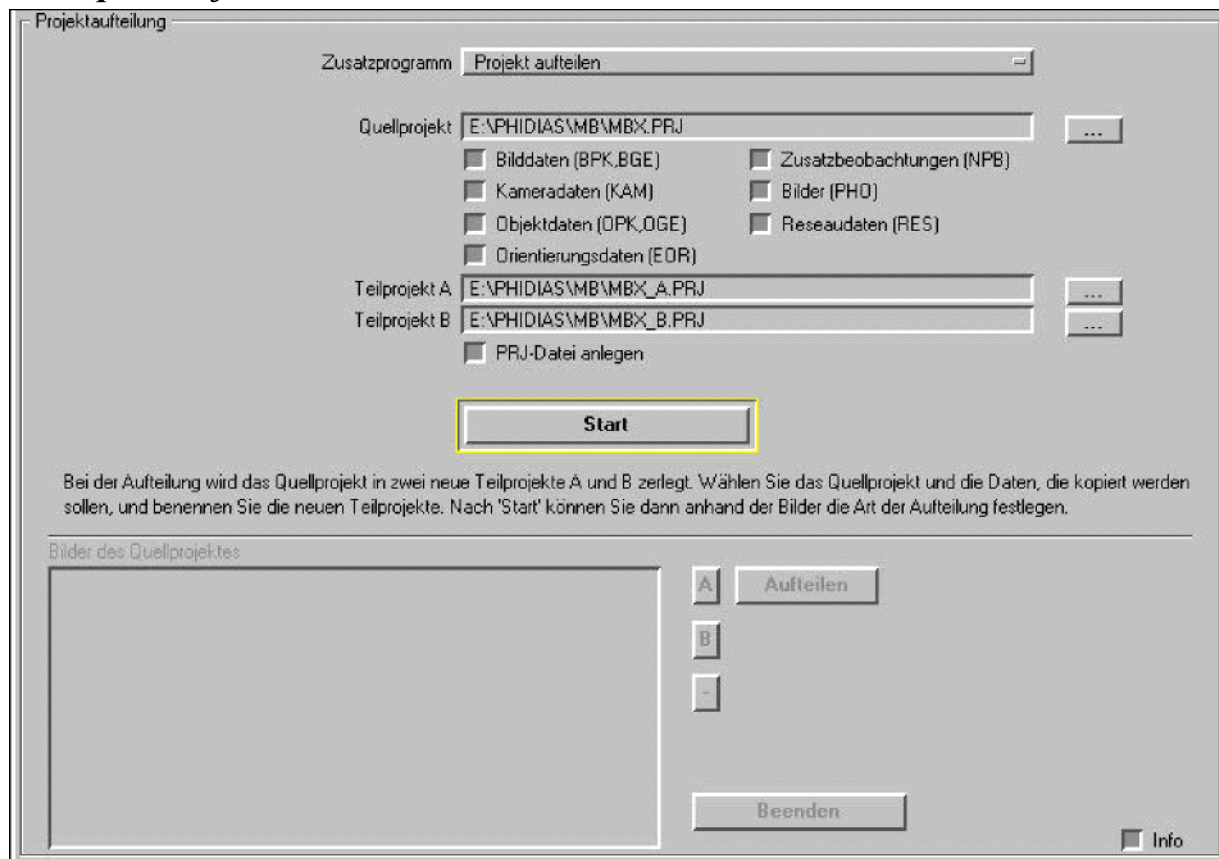 Projektaufteilung
Zusatzprogramm Projekt aufteilen
Quellprojekt E:\PHIDIAS\MB\MBX.PRJ ...
Bilddaten (BPK,BGE) Zusatzbeobachtungen (NPB)
Kameradaten (KAM) Bilder (PHO)
Objektdaten (OPK,OGE) Reseaudaten (RES)
Orientierungsdaten (EOR)
Teilprojekt A E:\PHIDIAS\MB\MBX_A.PRJ ...
Teilprojekt B E:\PHIDIAS\MB\MBX_B.PRJ ...
PRJ-Datei anlegen
Start
Bei der Aufteilung wird das Quellprojekt in zwei neue Teilprojekte A und B zerlegt. Wählen Sie das Quellprojekt und die Daten, die kopiert werden
sollen, und benennen Sie die neuen Teilprojekte. Nach 'Start' können Sie dann anhand der Bilder die Art der Aufteilung festlegen.
Bilder des Quellprojektes
A Aufteilen
B
-
Beenden
Info